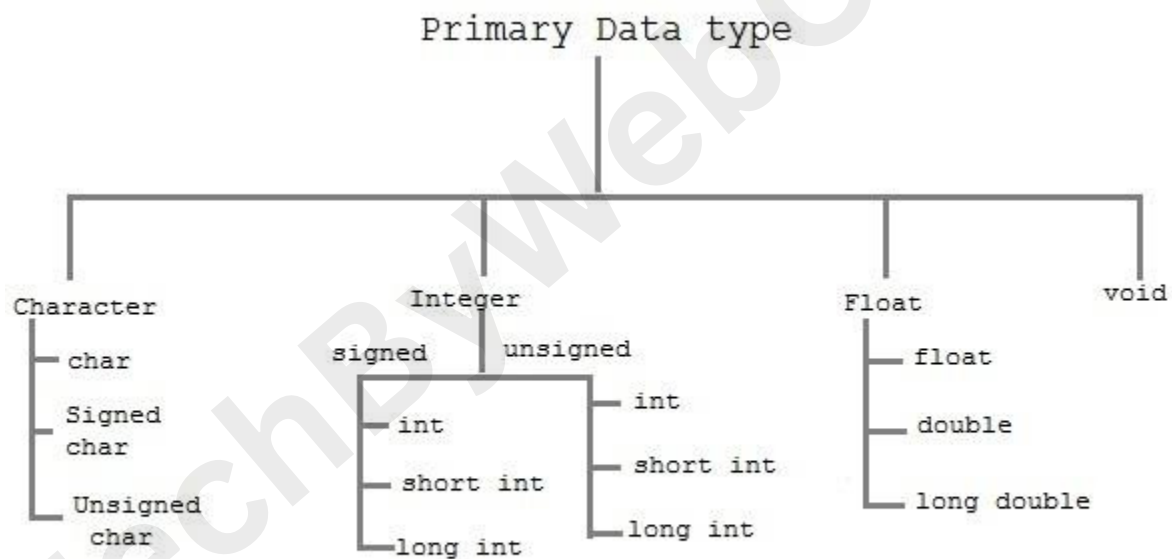 Primary Data type
Character
Integer
Float
void
char
Signed
char
Unsigned
char
signed
unsigned
int
short int
long int
int
short int
long int
float
double
long double